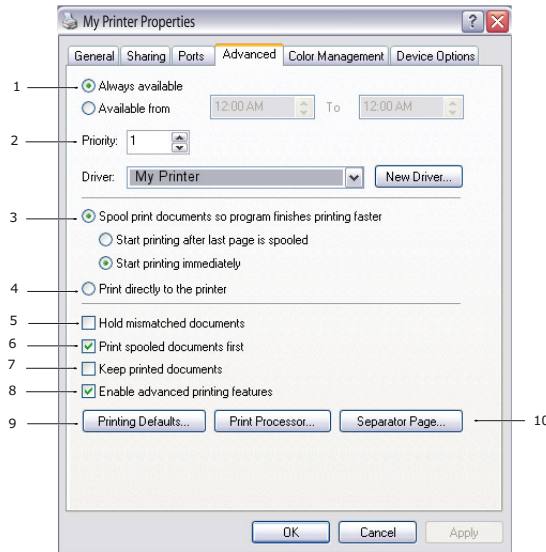 My Printer Properties
General Sharing Ports Advanced Color Management Device Options
1 Always available
Available from 12:00 AM To 12:00 AM
2 Priority: 1
Driver: My Printer New Driver...
3 Spool print documents so program finishes printing faster
Start printing after last page is spooled
Start printing immediately
4 Print directly to the printer
5 Hold mismatched documents
6 Print spooled documents first
7 Keep printed documents
8 Enable advanced printing features
9 Printing Defaults... Print Processor... Separator Page... 10
OK Cancel Apply